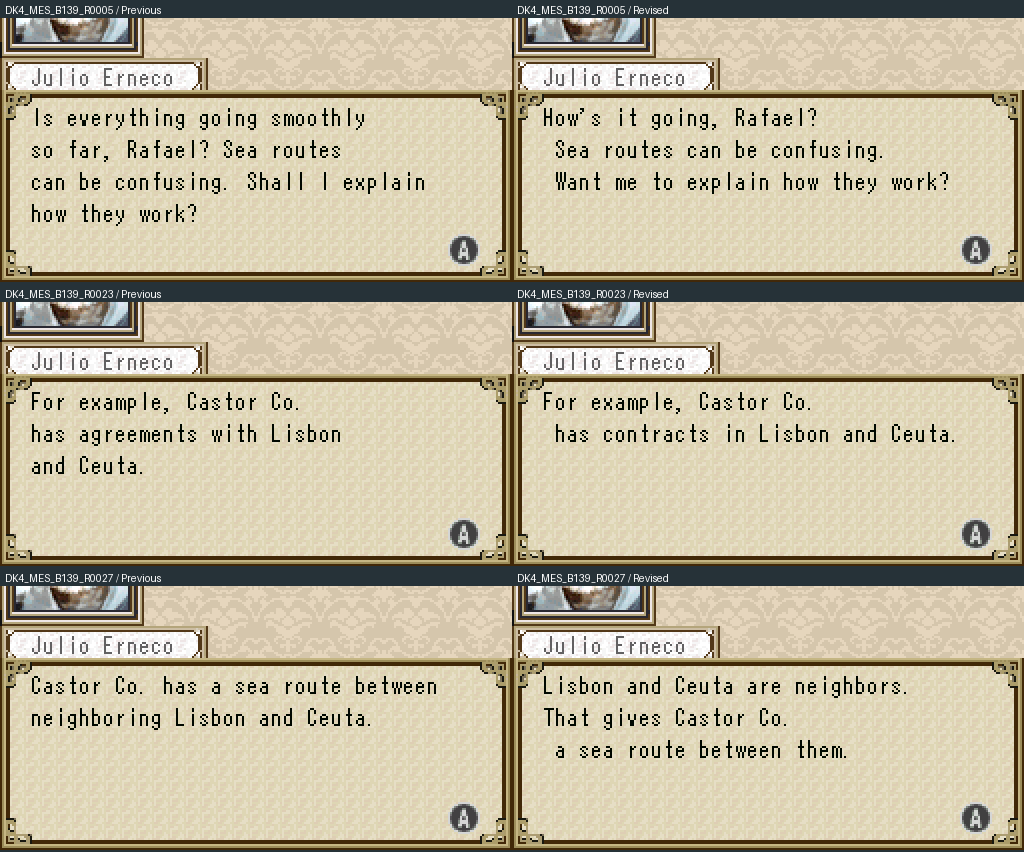 DK4_MES_B139_R0005 / Previous
Julio Erneco
Is everything going smoothly
so far, Rafael? Sea routes
can be confusing. Shall I explain
how they work?
A
DK4_MES_B139_R0005 / Revised
Julio Erneco
How's it going, Rafael?
Sea routes can be confusing.
Want me to explain how they work?
A
DK4_MES_B139_R0023 / Previous
Julio Erneco
For example, Castor Co.
has agreements with Lisbon
and Ceuta.
A
DK4_MES_B139_R0023 / Revised
Julio Erneco
For example, Castor Co.
has contracts in Lisbon and Ceuta.
A
DK4_MES_B139_R0027 / Previous
Julio Erneco
Castor Co. has a sea route between
neighboring Lisbon and Ceuta.
A
DK4_MES_B139_R0027 / Revised
Julio Erneco
Lisbon and Ceuta are neighbors.
That gives Castor Co.
a sea route between them.
A